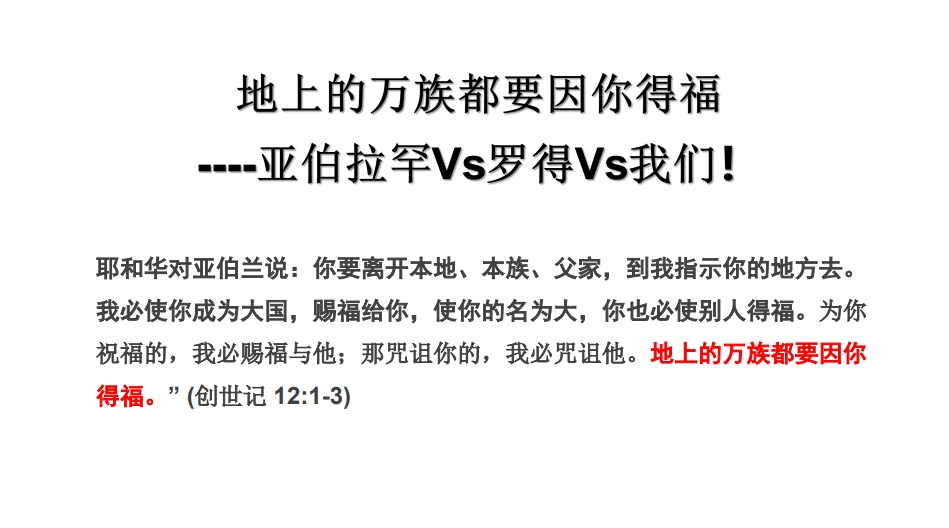 地上的万族都要因你得福
----亚伯拉罕Vs罗得Vs我们！
耶和华对亚伯兰说：你要离开本地、本族、父家，到我指示你的地方去。
我必使你成为大国，赐福给你，使你的名为大，你也必使别人得福。为你
祝福的，我必赐福与他；那咒诅你的，我必咒诅他。地上的万族都要因你
得福。” (创世记 12:1-3)